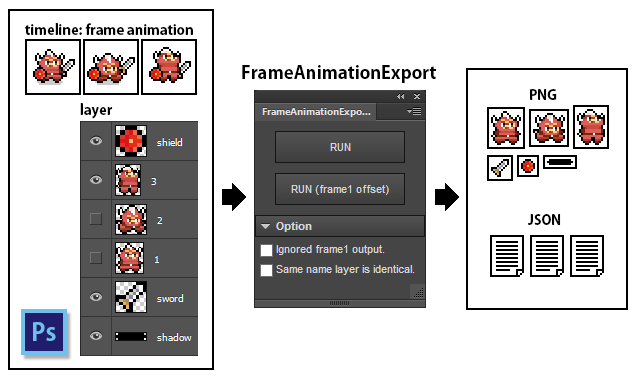 timeline: frame animation
layer
shield
3
2
1
sword
shadow
Ps
FrameAnimationExport
FrameAnimationExpo...
RUN
RUN (frame1 offset)
Option
Ignored frame1 output.
Same name layer is identical.
PNG
JSON